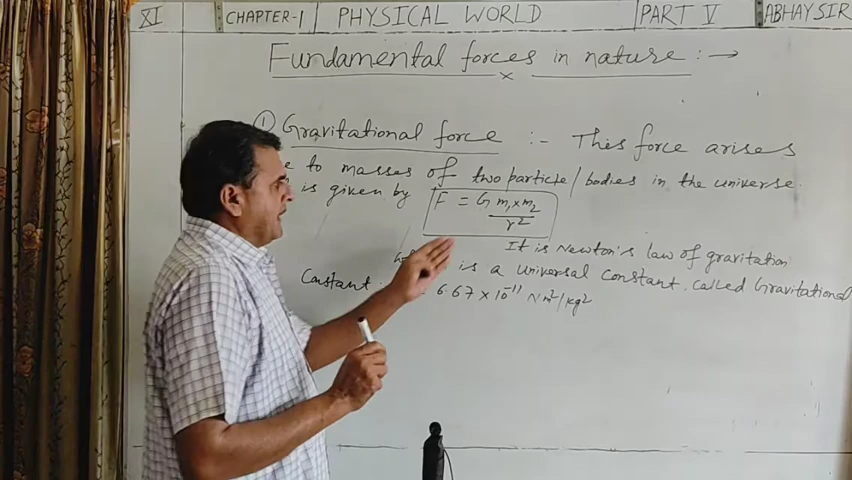 XI CHAPTER-1 PHYSICAL WORLD PART V ABHAY SIR
Fundamental forces in nature :- →
① Gravitational force :- This force arises
to masses of two particle/bodies in the universe.
is given by F = G m₁×m₂/r²
It is Newton's law of gravitation
is a universal constant, called Gravitational
Constant. 6.67 × 10⁻¹¹ Nm²/kg²